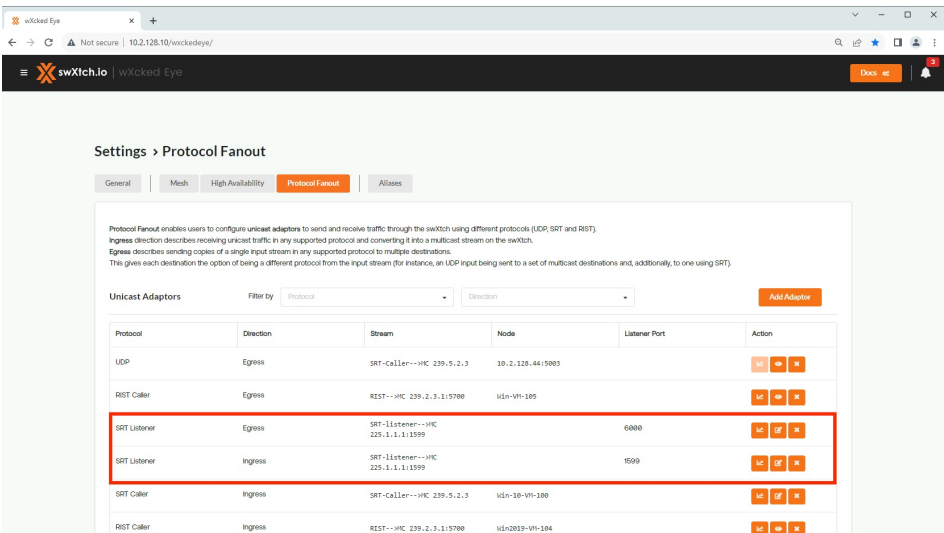 wXcked Eye
Not secure | 10.2.128.10/wxckedeye/
swXtch.io | wXcked Eye
Docs
3
Settings > Protocol Fanout
General
Mesh
High Availability
Protocol Fanout
Aliases
Protocol Fanout enables users to configure unicast adaptors to send and receive traffic through the swXtch using different protocols (UDP, SRT and RIST).
Ingress direction describes receiving unicast traffic in any supported protocol and converting it into a multicast stream on the swXtch.
Egress describes sending copies of a single input stream in any supported protocol to multiple destinations.
This gives each destination the option of being a different protocol from the input stream (for instance, an UDP input being sent to a set of multicast destinations and, additionally, to one using SRT).
Unicast Adaptors
Filter by
Protocol
Direction
Add Adaptor
Protocol Direction Stream Node Listener Port Action
UDP Egress SRT-Caller-->MC 239.5.2.3 10.2.128.44:5003
RIST Caller Egress RIST-->MC 239.2.3.1:5700 Win-VM-105
SRT Listener Egress SRT-listener-->MC 6000
225.1.1.1:1599
SRT Listener Ingress SRT-listener-->MC 1599
225.1.1.1:1599
SRT Caller Ingress SRT-Caller-->MC 239.5.2.3 Win-10-VM-100
RIST Caller Ingress RIST-->MC 239.2.3.1:5700 Win2019-VM-104